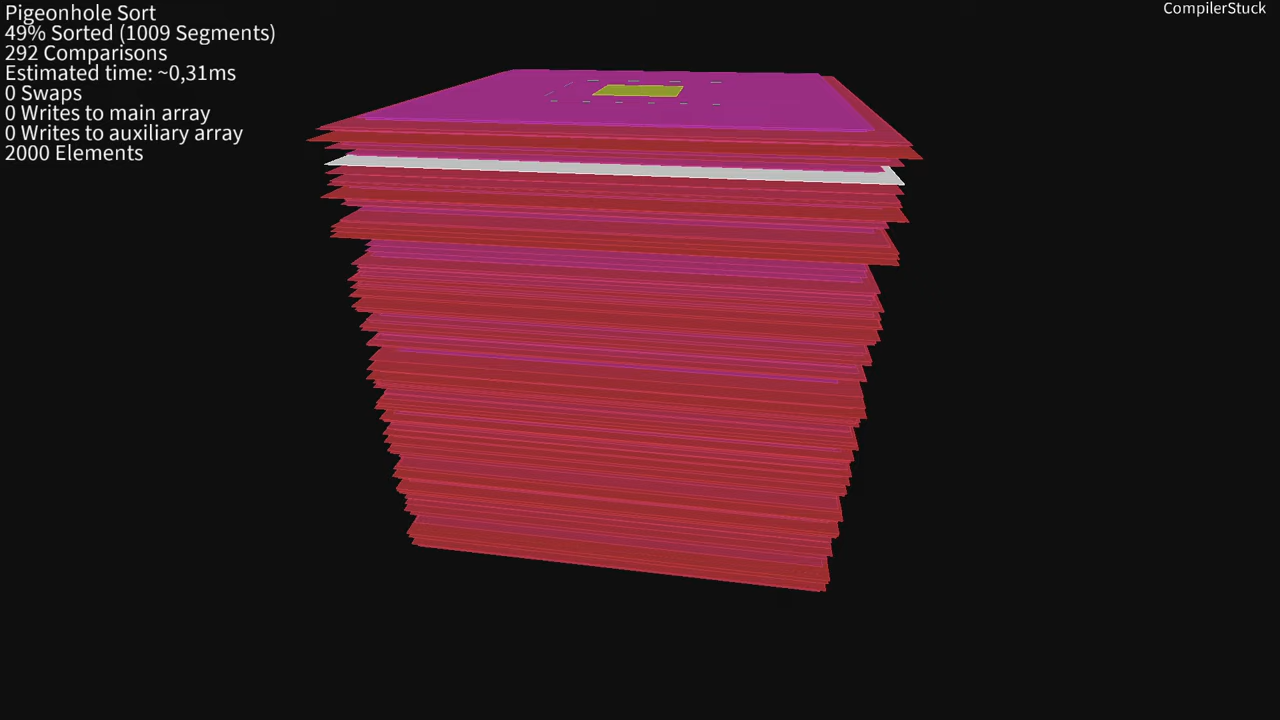 Pigeonhole Sort
49% Sorted (1009 Segments)
292 Comparisons
Estimated time: ~0,31ms
0 Swaps
0 Writes to main array
0 Writes to auxiliary array
2000 Elements
CompilerStuck